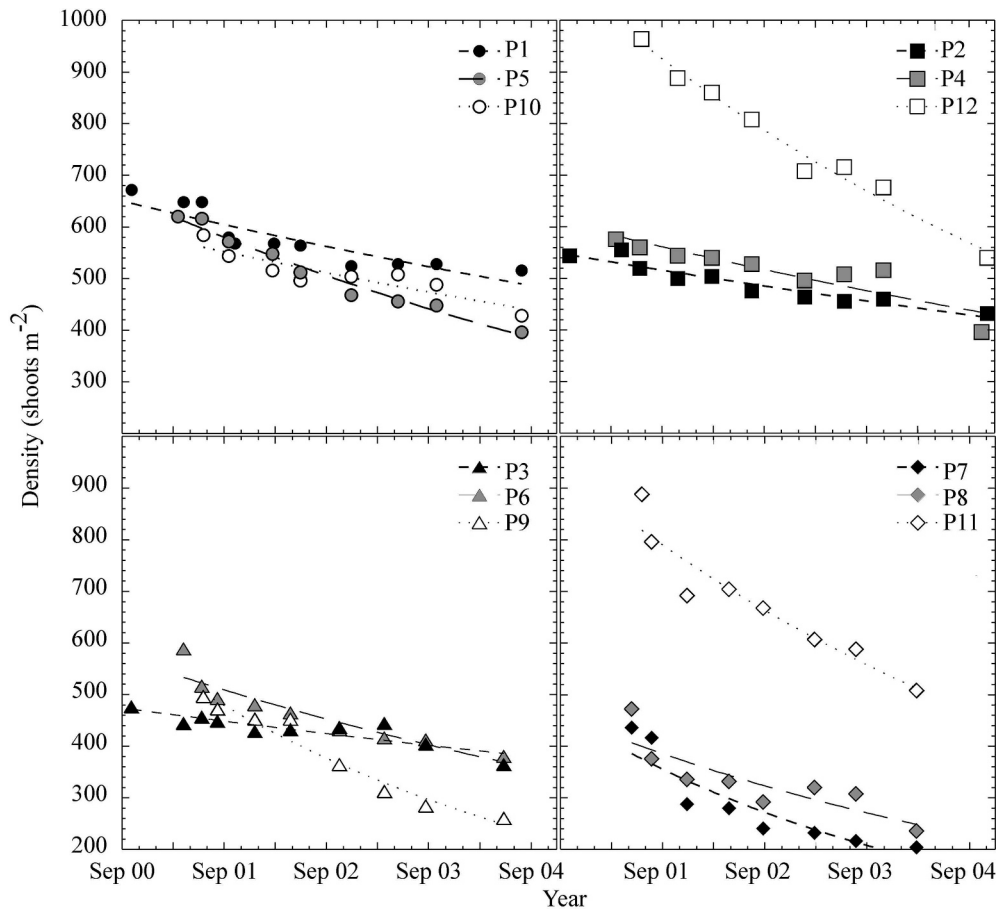 1000
900
800
700
600
500
400
300
P1
P5
P10
P2
P4
P12
Density (shoots m-2)
900
800
700
600
500
400
300
200
P3
P6
P9
P7
P8
P11
Sep 00
Sep 01
Sep 02
Sep 03
Sep 04
Sep 01
Sep 02
Sep 03
Sep 04
Year